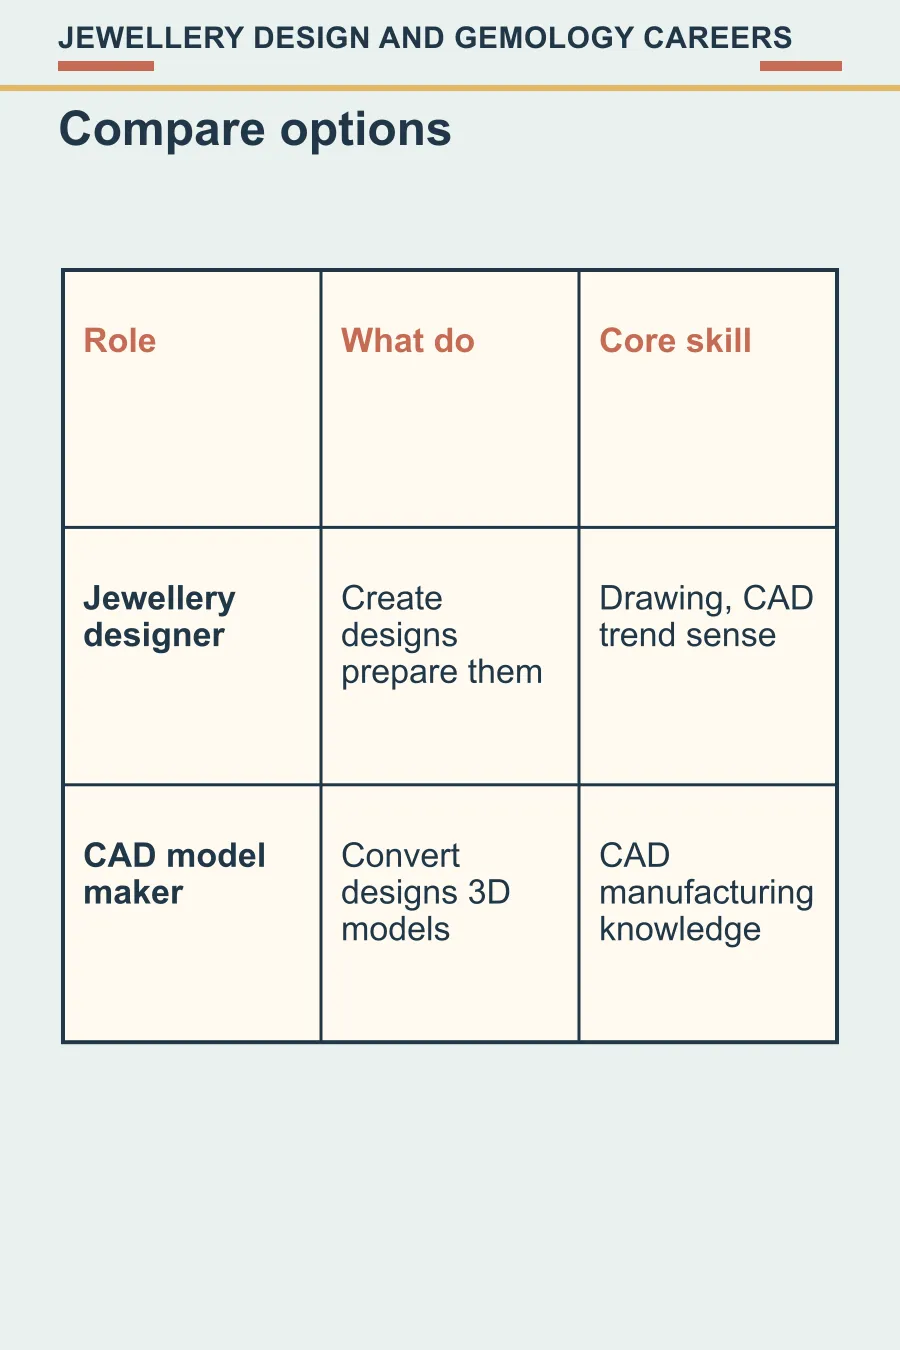 JEWELLERY DESIGN AND GEMOLOGY CAREERS
Compare options
Role
What do
Core skill
Jewellery
designer
Create
designs
prepare them
Drawing, CAD
trend sense
CAD model
maker
Convert
designs 3D
models
CAD
manufacturing
knowledge